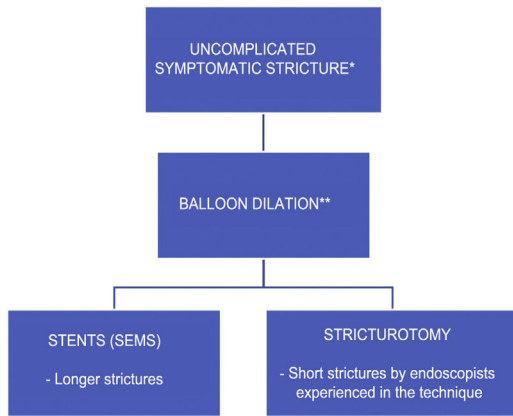 UNCOMPLICATED
SYMPTOMATIC STRICTURE*
BALLOON DILATION**
STENTS (SEMS)
- Longer strictures
STRICTUROTOMY
- Short strictures by endoscopists
experienced in the technique